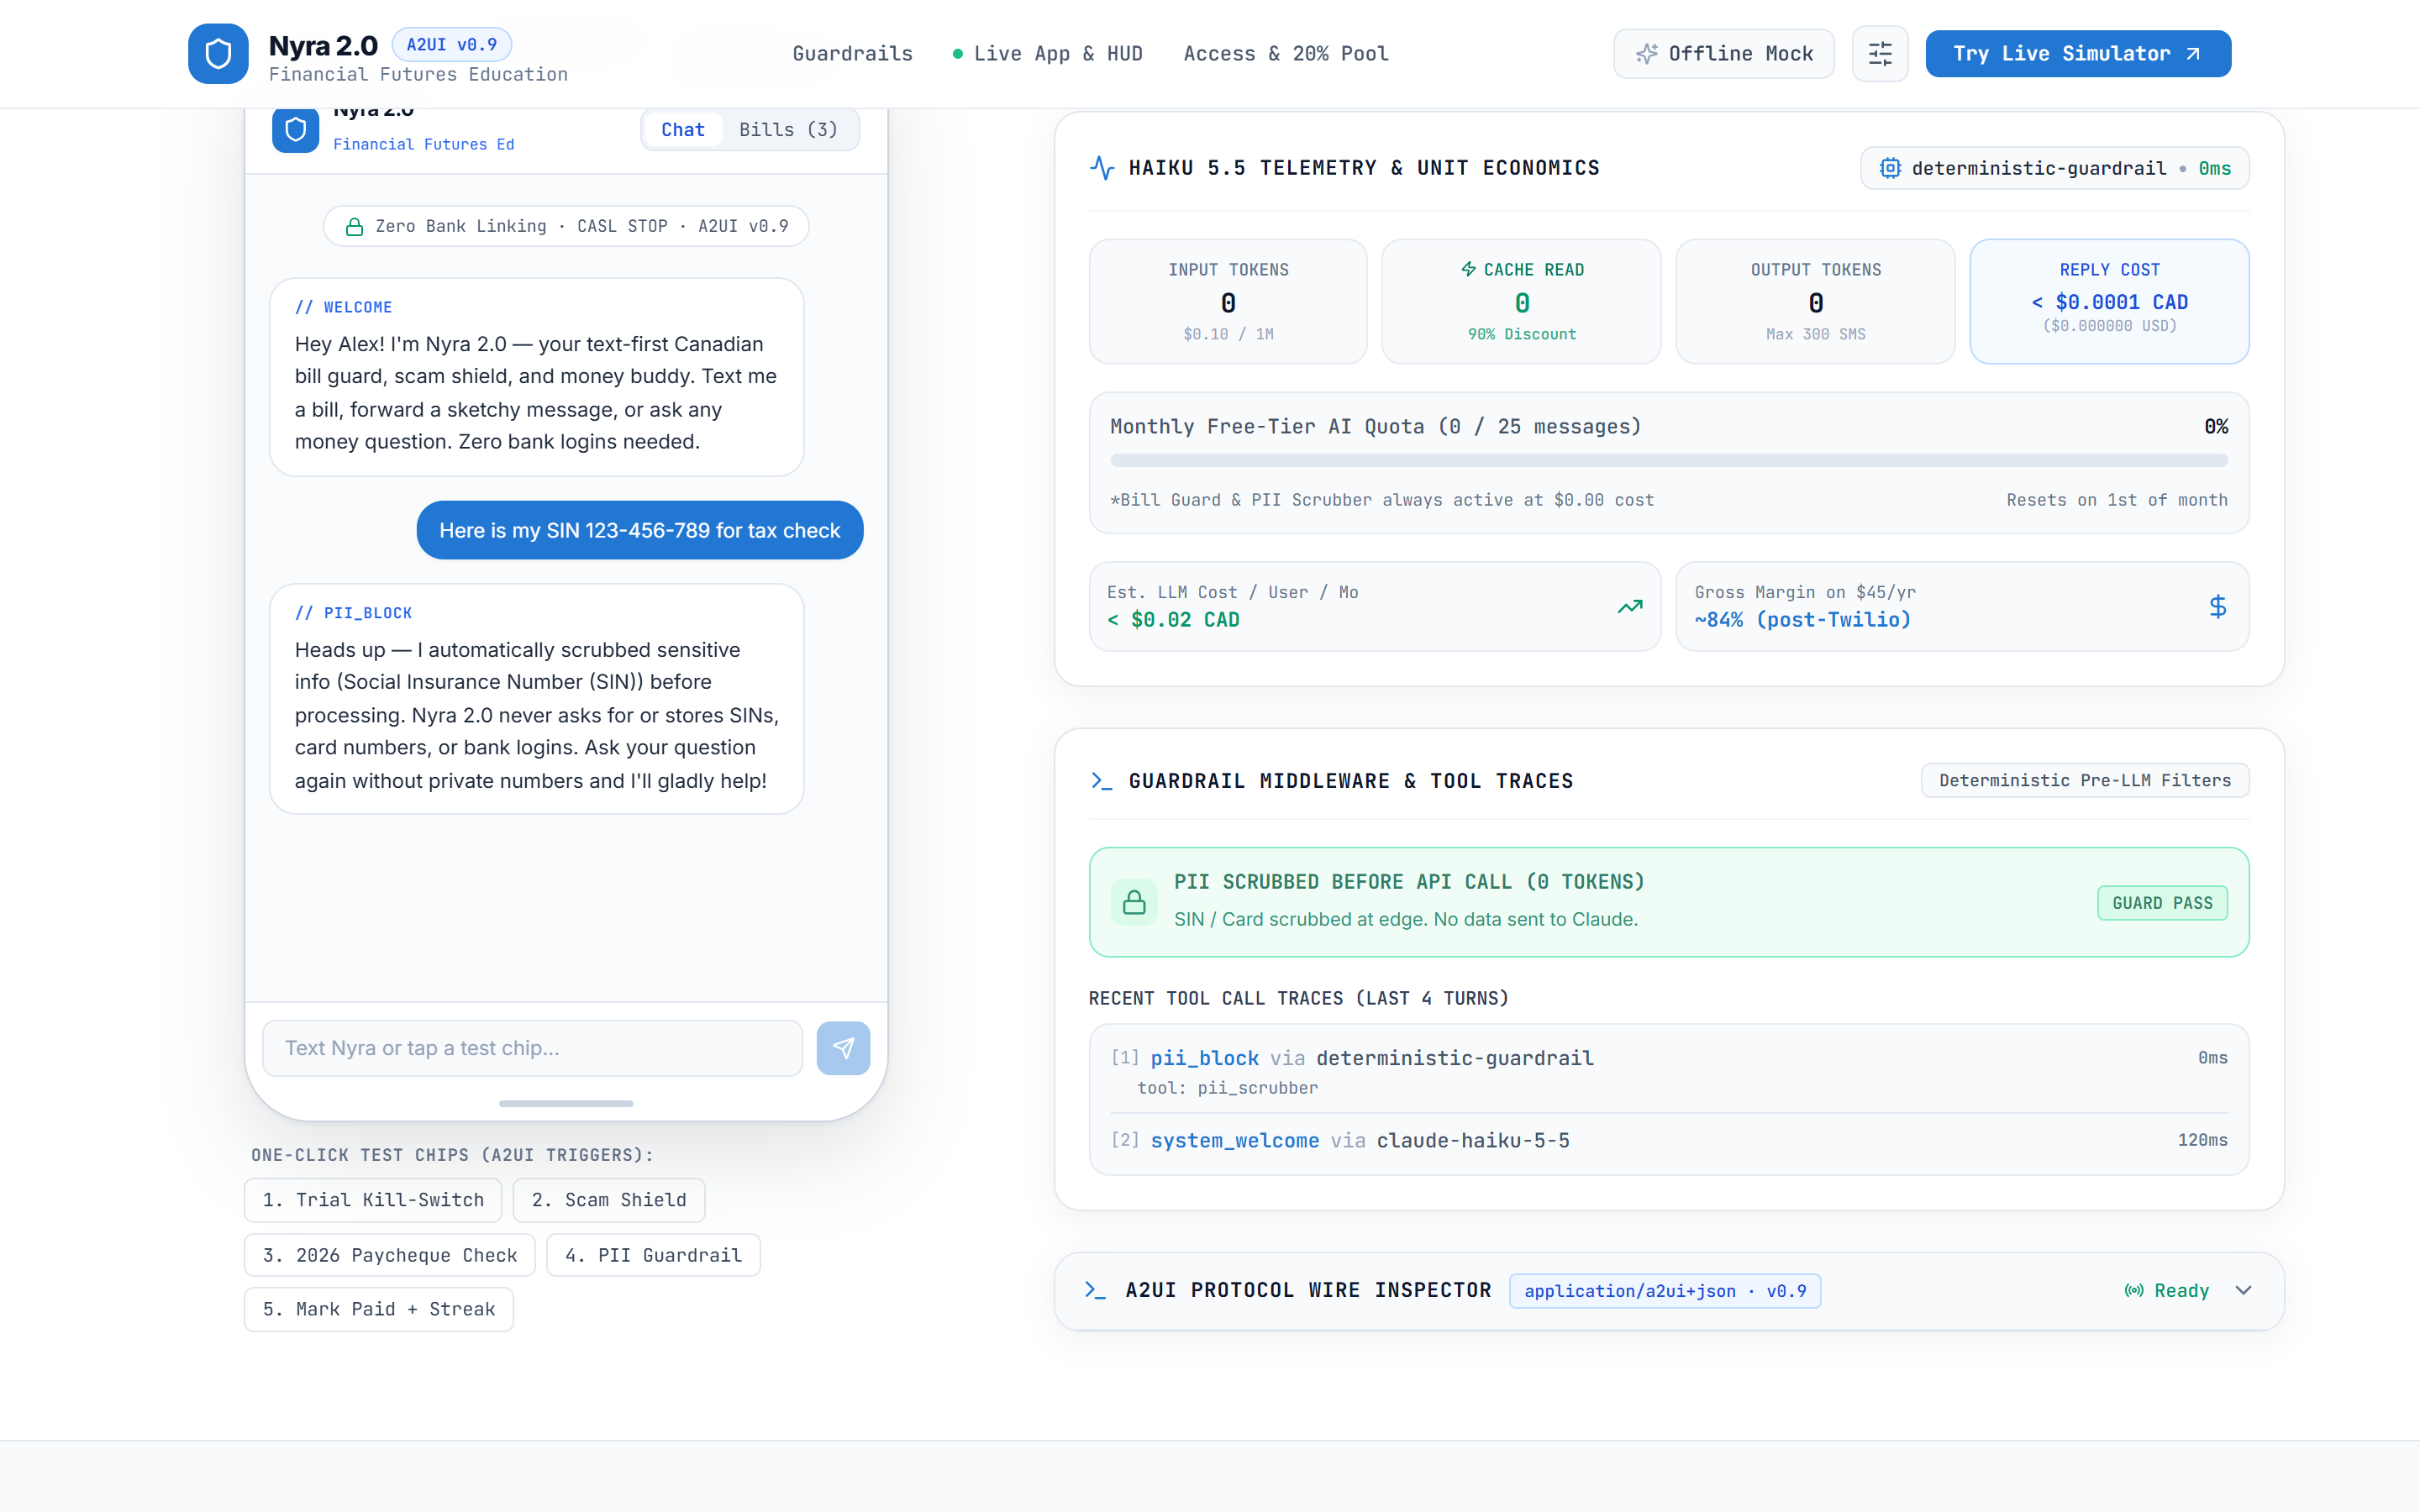 Nyra 2.0
A2UI v0.9
Financial Futures Education
Guardrails
Live App & HUD
Access & 20% Pool
Offline Mock
Try Live Simulator
Nyra 2.0
Financial Futures Ed
Chat
Bills (3)
Zero Bank Linking · CASL STOP · A2UI v0.9
// WELCOME
Hey Alex! I'm Nyra 2.0 — your text-first Canadian
bill guard, scam shield, and money buddy. Text me
a bill, forward a sketchy message, or ask any
money question. Zero bank logins needed.
Here is my SIN 123-456-789 for tax check
// PII_BLOCK
Heads up — I automatically scrubbed sensitive
info (Social Insurance Number (SIN)) before
processing. Nyra 2.0 never asks for or stores SINs,
card numbers, or bank logins. Ask your question
again without private numbers and I'll gladly help!
Text Nyra or tap a test chip...
ONE-CLICK TEST CHIPS (A2UI TRIGGERS):
1. Trial Kill-Switch
2. Scam Shield
3. 2026 Paycheque Check
4. PII Guardrail
5. Mark Paid + Streak
HAIKU 5.5 TELEMETRY & UNIT ECONOMICS
deterministic-guardrail • 0ms
INPUT TOKENS
0
$0.10 / 1M
CACHE READ
0
90% Discount
OUTPUT TOKENS
0
Max 300 SMS
REPLY COST
< $0.0001 CAD
($0.000000 USD)
Monthly Free-Tier AI Quota (0 / 25 messages)
0%
*Bill Guard & PII Scrubber always active at $0.00 cost
Resets on 1st of month
Est. LLM Cost / User / Mo
< $0.02 CAD
Gross Margin on $45/yr
~84% (post-Twilio)
GUARDRAIL MIDDLEWARE & TOOL TRACES
Deterministic Pre-LLM Filters
PII SCRUBBED BEFORE API CALL (0 TOKENS)
SIN / Card scrubbed at edge. No data sent to Claude.
GUARD PASS
RECENT TOOL CALL TRACES (LAST 4 TURNS)
[1] pii_block via deterministic-guardrail
0ms
tool: pii_scrubber
[2] system_welcome via claude-haiku-5-5
120ms
A2UI PROTOCOL WIRE INSPECTOR
application/a2ui+json · v0.9
Ready